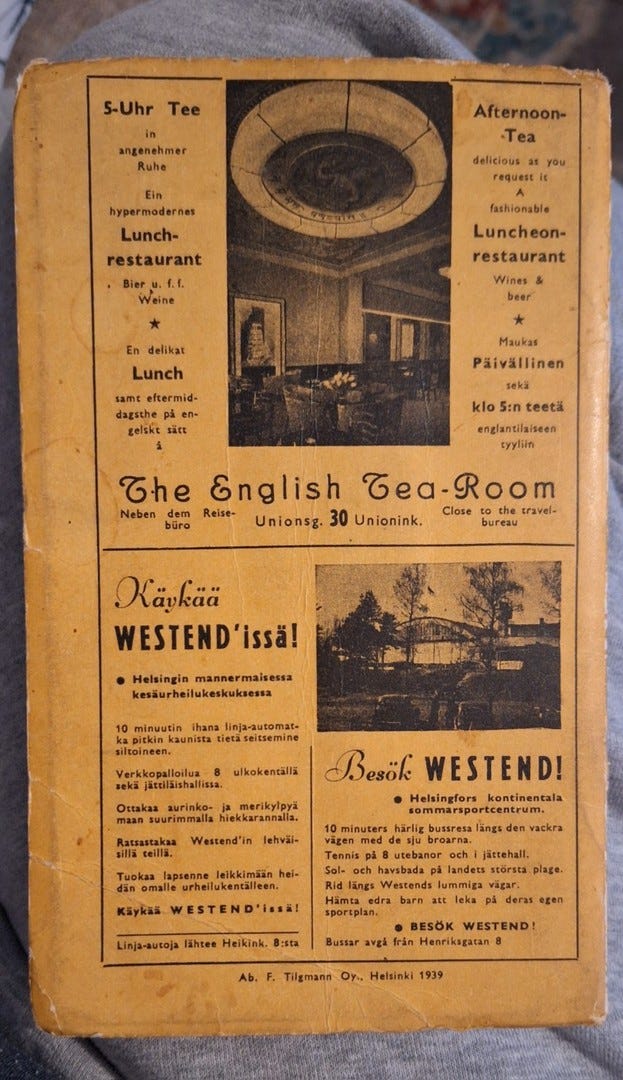 5-Uhr Tee
in
angenehmer
Ruhe
Ein
hypermodernes
Lunch-
restaurant
Bier u. f. f.
Weine
★
En delikat
Lunch
samt eftermid-
dagsthe på en-
gelskt sätt
å
Afternoon-
Tea
delicious as you
request it
A
fashionable
Luncheon-
restaurant
Wines &
beer
★
Maukas
Päivällinen
sekä
klo 5:n teetä
englantilaiseen
tyyliin
The English Tea-Room
Neben dem Reise-
büro
Unionsg. 30 Unionink.
Close to the travel-
bureau
Käykää
WESTEND'issä!
● Helsingin mannermaisessa
kesäurheilukeskuksessa
10 minuutin ihana linja-automat-
ka pitkin kaunista tietä seitsemine
siltoineen.
Verkkopalloilua 8 ulkokentällä
sekä jättiläishallissa.
Ottakaa aurinko- ja merikylpyä
maan suurimmalla hiekkarannalla.
Ratsastakaa Westend'in lehväi-
sillä teillä.
Tuokaa lapsenne leikkimään hei-
dän omalle urheilukentälleen.
Käykää WESTEND'issä!
Linja-autoja lähtee Heikink. 8:sta
Besök WESTEND!
● Helsingfors kontinentala
sommarsportcentrum.
10 minuters härlig bussresa längs den vackra
vägen med de sju broarna.
Tennis på 8 utebanor och i jättehall.
Sol- och havsbada på landets största plage.
Rid längs Westends lummiga vägar.
Hämta edra barn att leka på deras egen
sportplan.
● BESÖK WESTEND!
Bussar avgå från Henriksgatan 8
Ab. F. Tilgmann Oy., Helsinki 1939